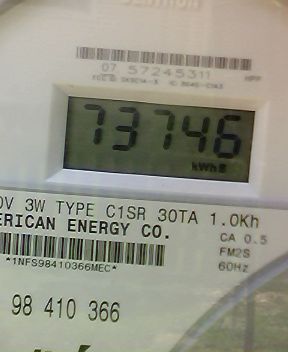 07 57245311
HPP
73746
kWh
0V 3W TYPE C1SR 30TA 1.0Kh
ERICAN ENERGY CO.
CA 0.5
FM2S
60Hz
*1NFS98410366MEC*
98 410 366